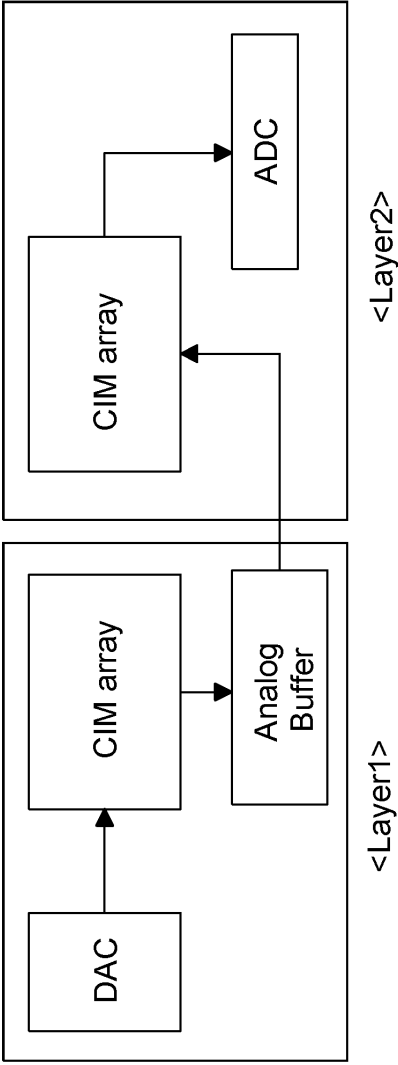 DAC
CIM array
Analog
Buffer
<Layer1>
CIM array
ADC
<Layer2>